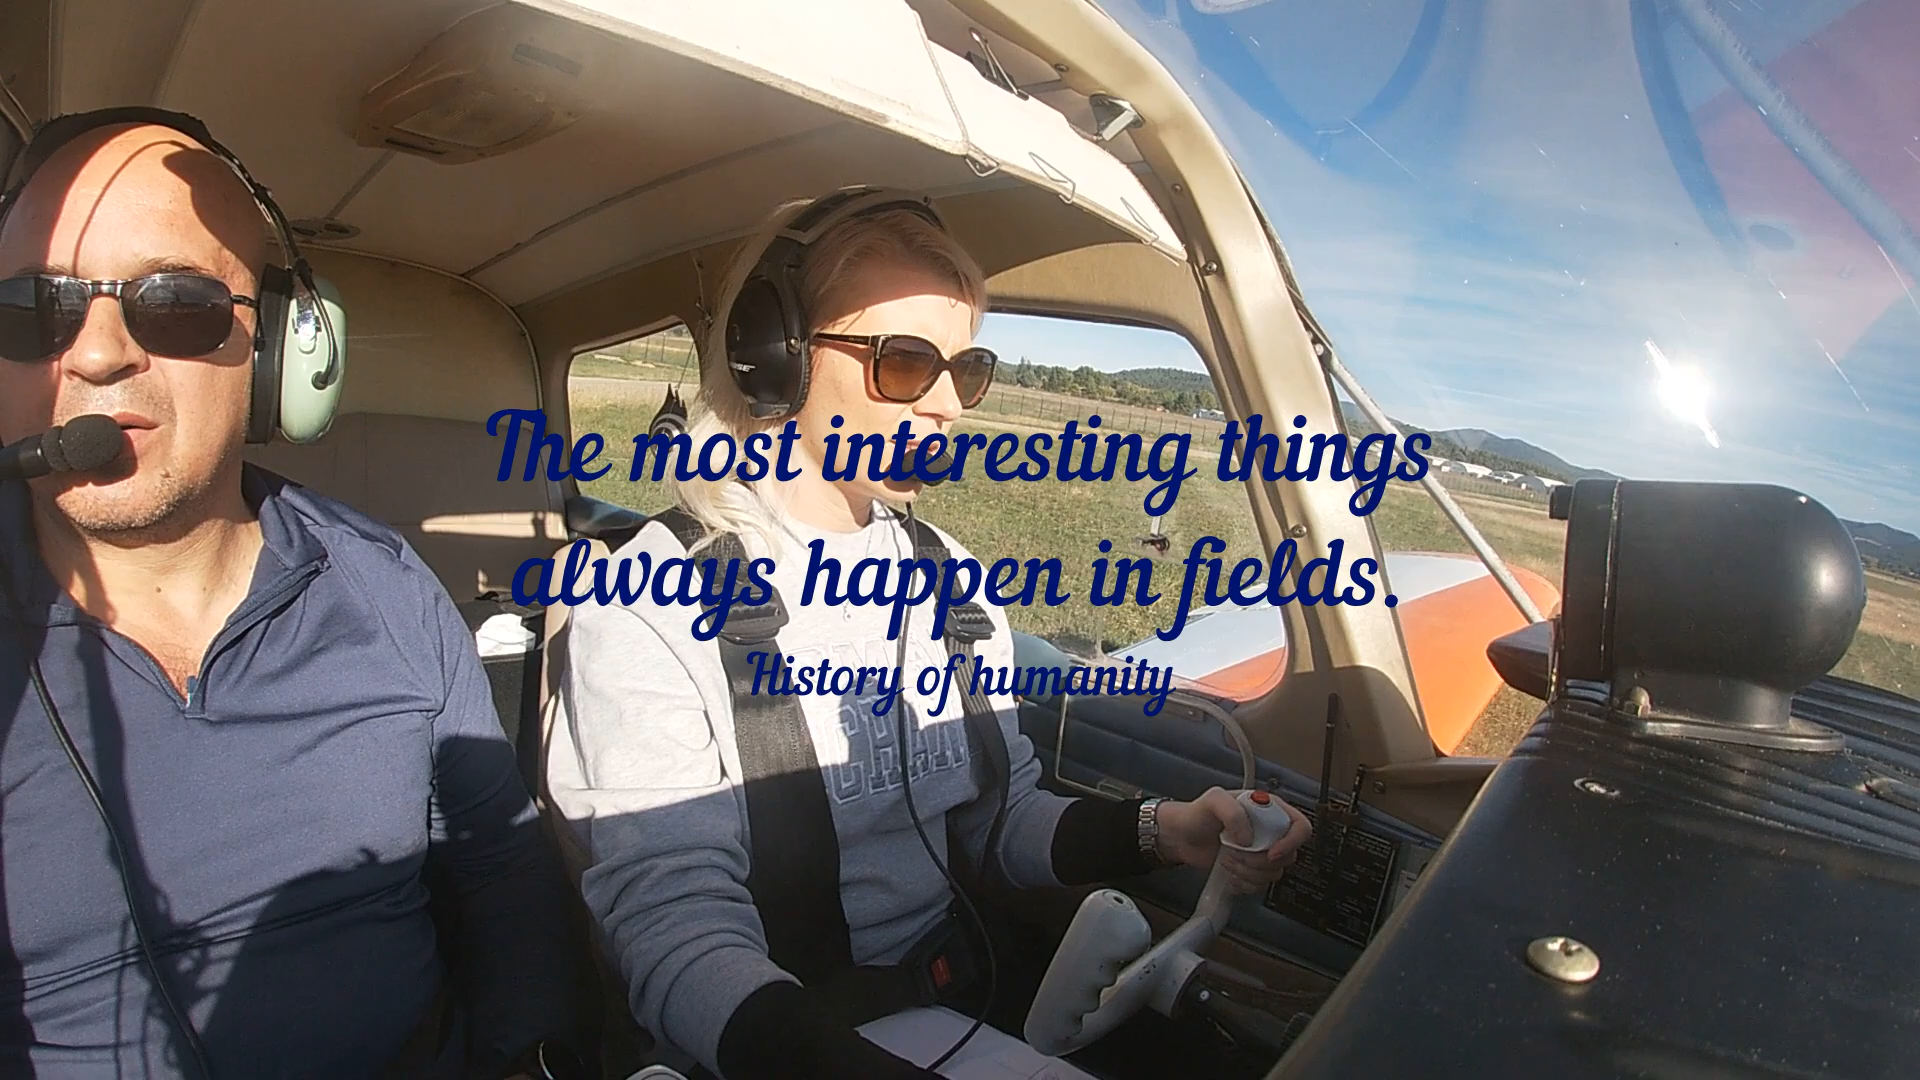 The most interesting things
always happen in fields.
History of humanity